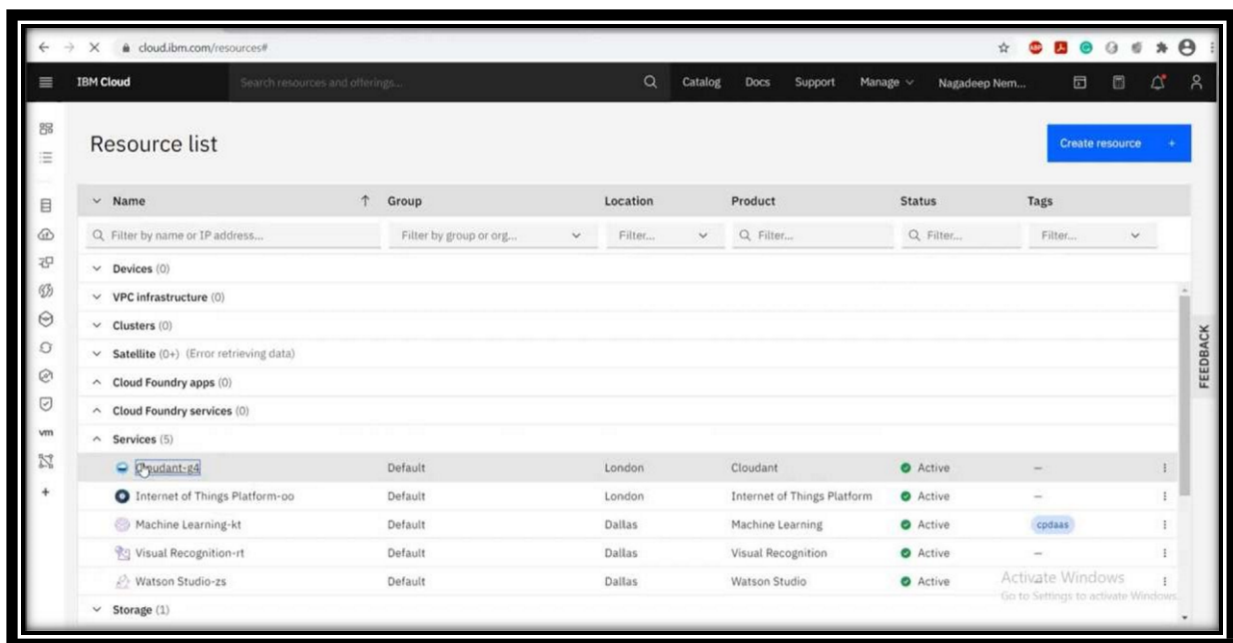 cloud.ibm.com/resources#
IBM Cloud Search resources and offerings... Catalog Docs Support Manage Nagadeep Nem...
Resource list
Create resource +
Name Group Location Product Status Tags
Filter by name or IP address... Filter by group or org... Filter... Filter... Filter... Filter...
Devices (0)
VPC infrastructure (0)
Clusters (0)
Satellite (0+) (Error retrieving data)
Cloud Foundry apps (0)
Cloud Foundry services (0)
Services (5)
Cloudant-g4 Default London Cloudant Active –
Internet of Things Platform-oo Default London Internet of Things Platform Active –
Machine Learning-kt Default Dallas Machine Learning Active cpdaas
Visual Recognition-rt Default Dallas Visual Recognition Active –
Watson Studio-zs Default Dallas Watson Studio Active
Storage (1)
Activate Windows
Go to Settings to activate Windows.
FEEDBACK
vm
ABP